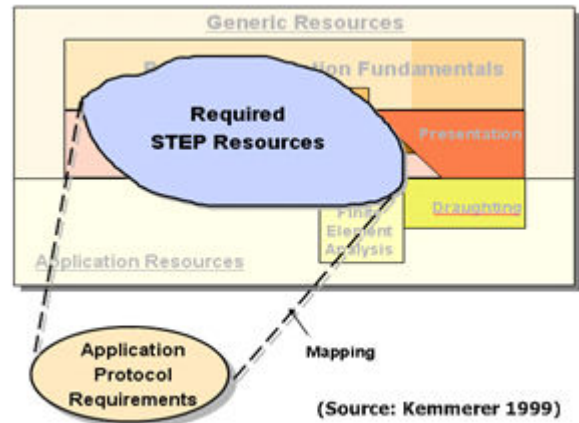 Generic Resources
Fundamentals
Required
STEP Resources
Presentation
Draughting
Finite
Element
Analysis
Application Resources
Mapping
Application
Protocol
Requirements
(Source: Kemmerer 1999)